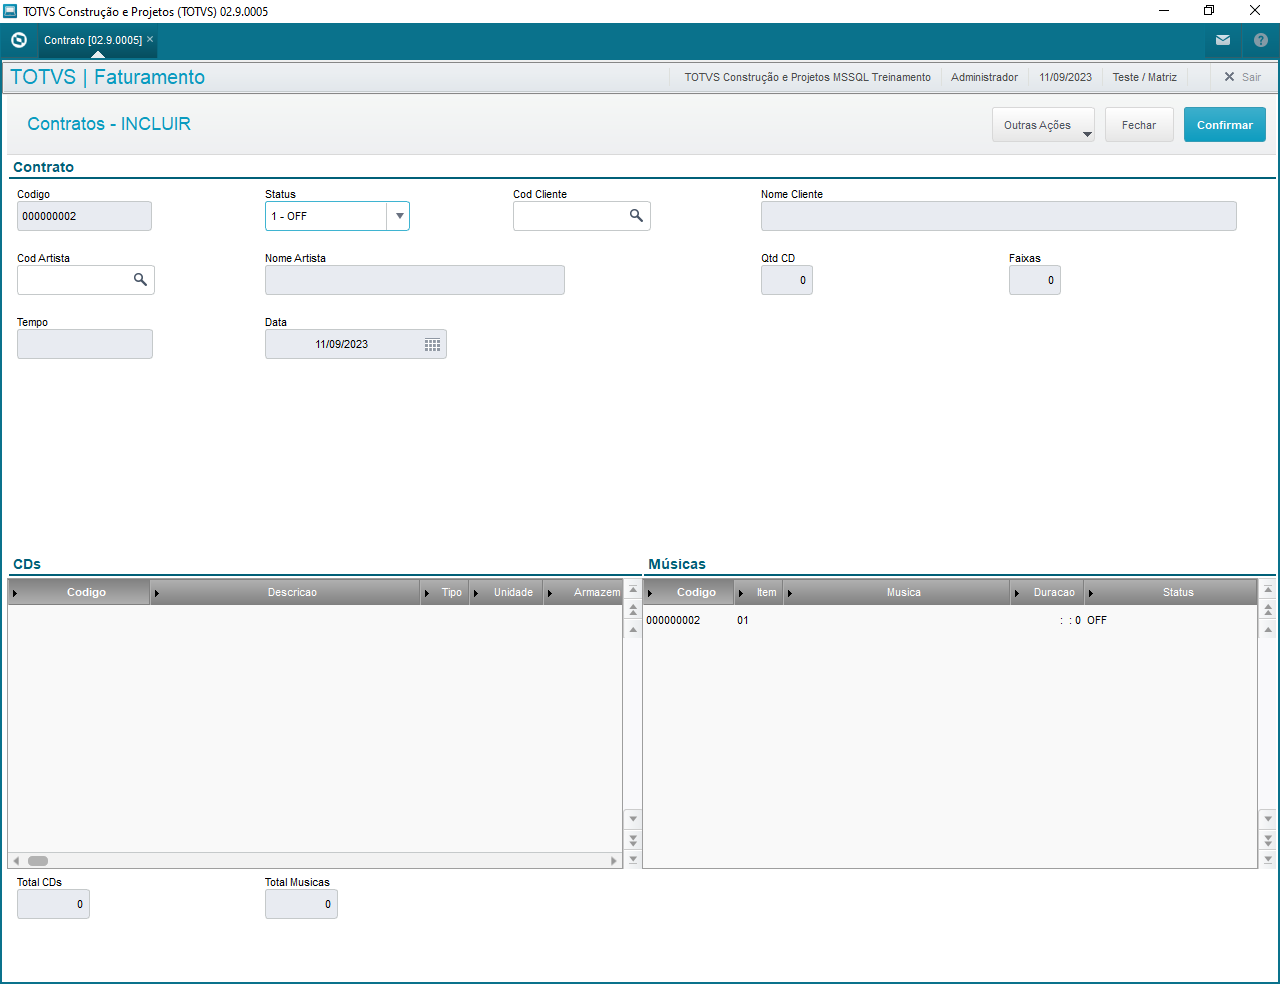 TOTVS Construção e Projetos (TOTVS) 02.9.0005
Contrato [02.9.0005]
TOTVS | Faturamento
TOTVS Construção e Projetos MSSQL Treinamento
Administrador
11/09/2023
Teste / Matriz
Sair
Contratos - INCLUIR
Outras Ações
Fechar
Confirmar
Contrato
Codigo
Status
Cod Cliente
Nome Cliente
000000002
1 - OFF
Cod Artista
Nome Artista
Qtd CD
Faixas
0
0
Tempo
Data
11/09/2023
CDs
Músicas
Codigo
Descricao
Tipo
Unidade
Armazem
Codigo
Item
Musica
Duracao
Status
000000002
01
: : 0
OFF
Total CDs
Total Musicas
0
0